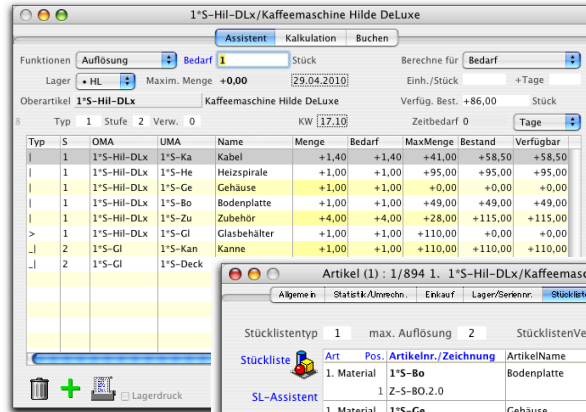 1*S-Hil-DLx/Kaffeemaschine Hilde DeLuxe
Assistent Kalkulation Buchen
Funktionen Auflösung Bedarf 1 Stück Berechne für Bedarf
Lager • HL Maxim. Menge +0,00 29.04.2010 Einh./Stück +Tage
Oberartikel 1*S-Hil-DLx Kaffeemaschine Hilde DeLuxe Verfüg. Best. +86,00 Stück
8 Typ 1 Stufe 2 Verw. 0 KW 17.10 Zeitbedarf 0 Tage
Typ S OMA UMA Name Menge Bedarf MaxMenge Bestand Verfügbar
| 1 1*S-Hil-DLx 1*S-Ka Kabel +1,40 +1,40 +41,00 +58,50 +58,50
| 1 1*S-Hil-DLx 1*S-He Heizspirale +1,00 +1,00 +95,00 +95,00 +95,00
| 1 1*S-Hil-DLx 1*S-Ge Gehäuse +1,00 +1,00 +0,00 +0,00 +0,00
| 1 1*S-Hil-DLx 1*S-Bo Bodenplatte +1,00 +1,00 +49,00 +49,00 +49,00
| 1 1*S-Hil-DLx 1*S-Zu Zubehör +4,00 +4,00 +28,00 +115,00 +115,00
> 1 1*S-Hil-DLx 1*S-Gl Glasbehälter +1,00 +1,00 +110,00 +0,00 +0,00
_| 2 1*S-Gl 1*S-Kan Kanne +1,00 +1,00 +110,00 +110,00 +110,00
_| 2 1*S-Gl 1*S-Deck
Lagerdruck
Artikel (1) : 1/894 1. 1*S-Hil-DLx/Kaffeemasc
Allgemein Statistik/Umrechn. Einkauf Lager/Seriennr. Stücklist
Stücklistentyp 1 max. Auflösung 2 StücklistenVe
Stückliste Art Pos. Artikelnr./Zeichnung ArtikelName
1. Material 1*S-Bo Bodenplatte
SL-Assistent 1 Z-S-BO.2.0
1. Material 1*S-Ge Gehäuse